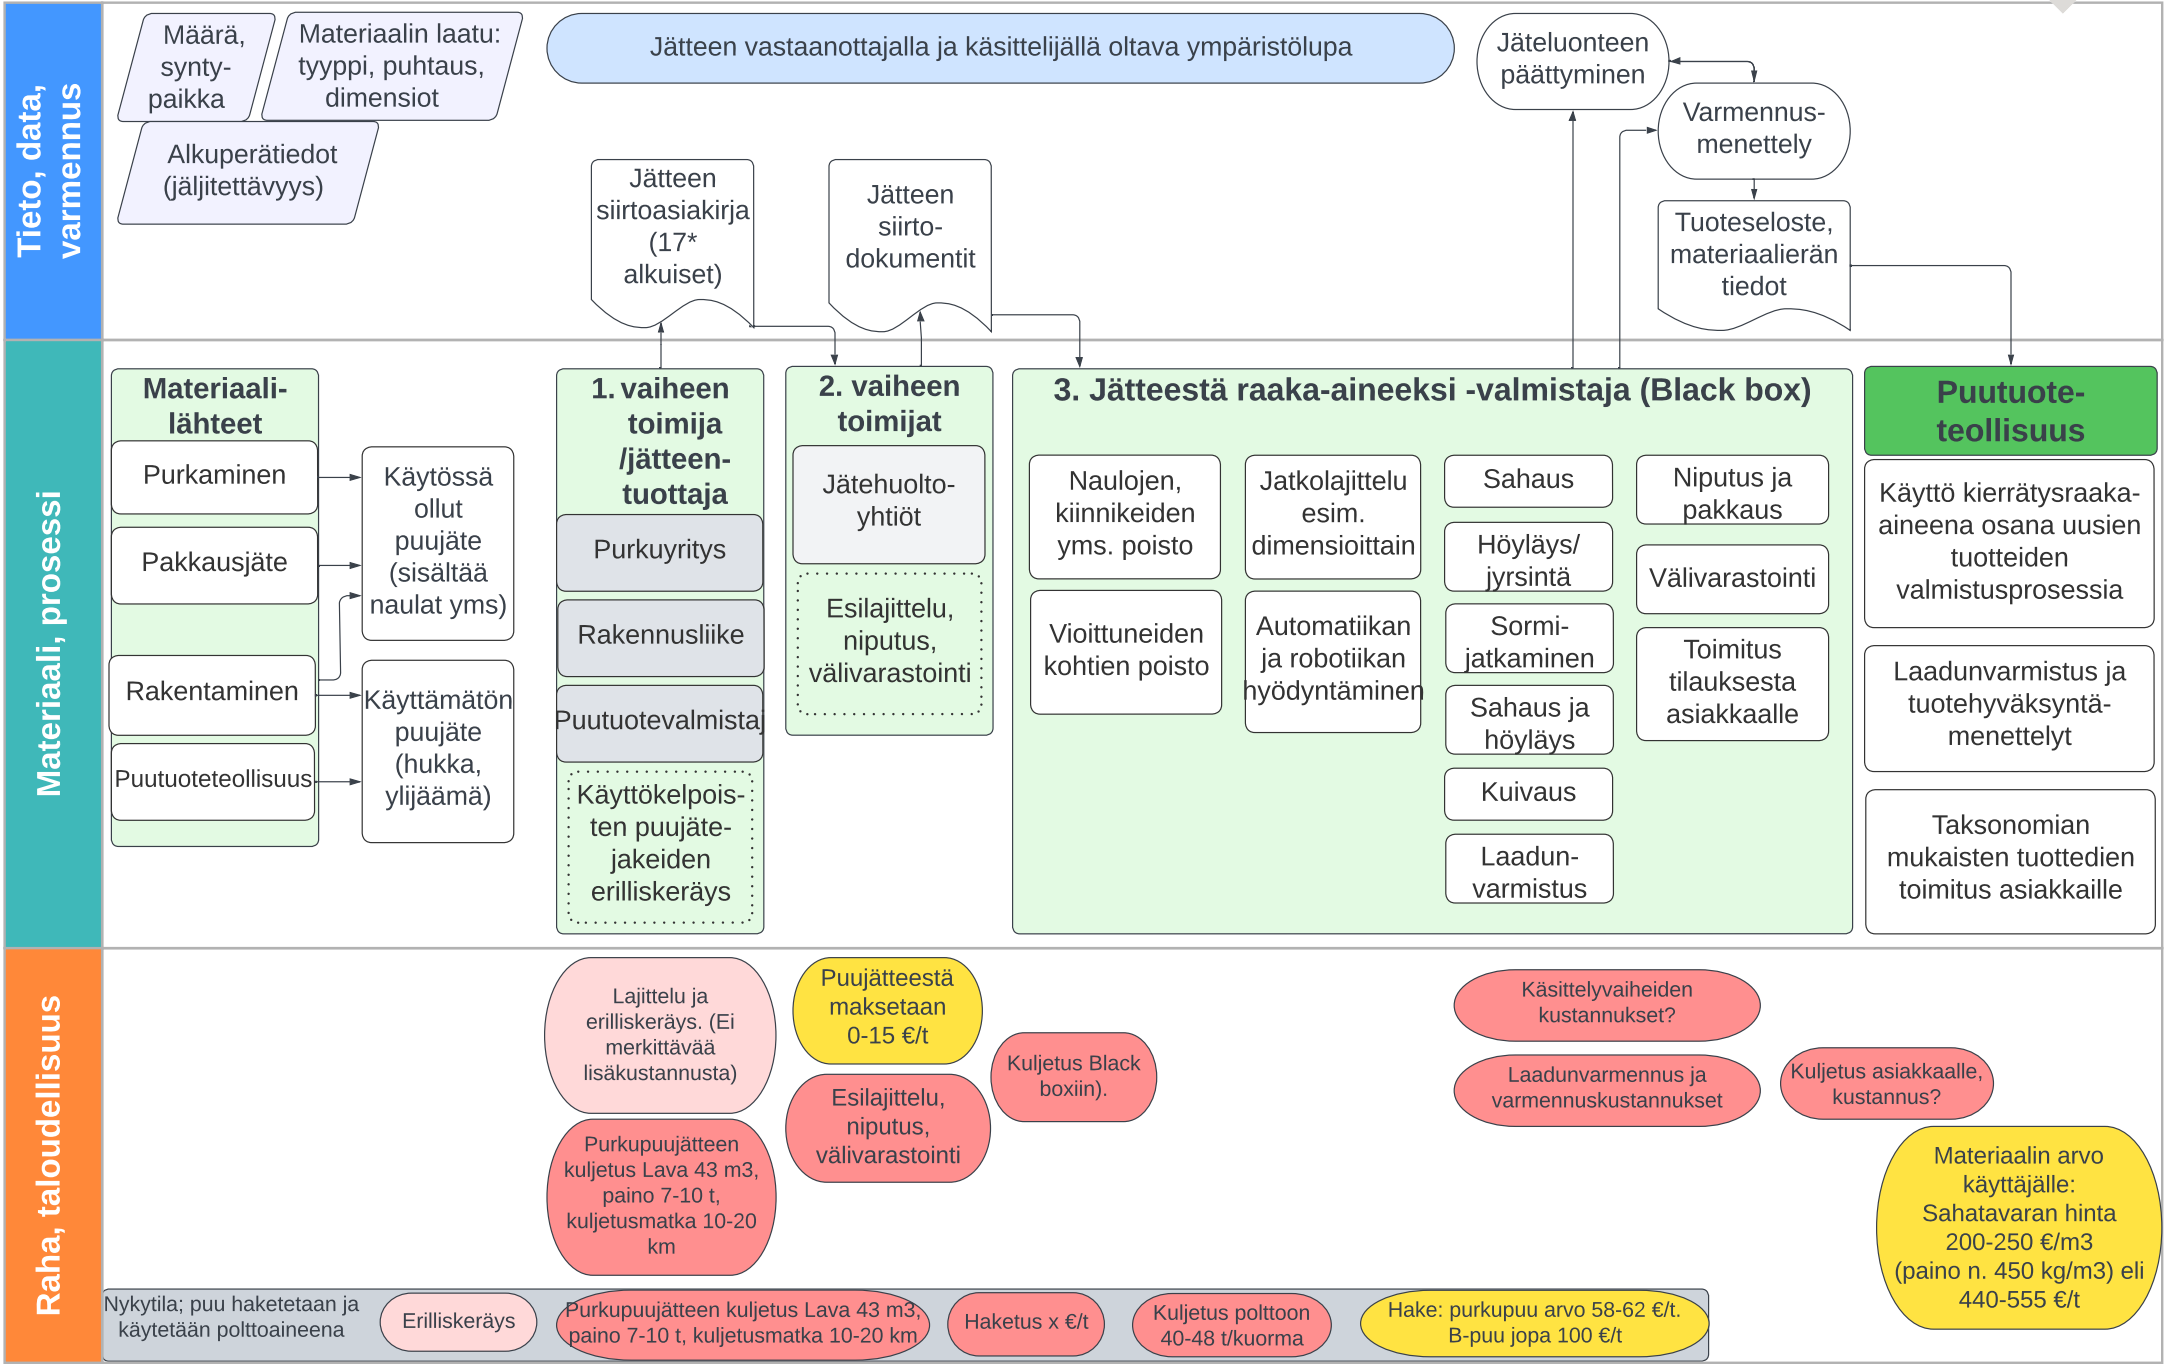 Tieto, data,
varmennus
Määrä,
synty-
paikka
Materiaalin laatu:
tyyppi, puhtaus,
dimensiot
Alkuperätiedot
(jäljitettävyys)
Jätteen vastaanottajalla ja käsittelijällä oltava ympäristölupa
Jätteen
siirtoasiakirja
(17*
alkuiset)
Jätteen
siirto-
dokumentit
Jäteluonteen
päättyminen
Varmennus-
menettely
Tuoteseloste,
materiaalierän
tiedot
Materiaali, prosessi
Materiaali-
lähteet
Purkaminen
Pakkausjäte
Rakentaminen
Puutuoteteollisuus
Käytössä
ollut
puujäte
(sisältää
naulat yms)
Käyttämätön
puujäte
(hukka,
ylijäämä)
1. vaiheen
toimija
/jätteen-
tuottaja
Purkuyritys
Rakennusliike
Puutuotevalmistaj
Käyttökelpois-
ten puujäte-
jakeiden
erilliskeräys
2. vaiheen
toimijat
Jätehuolto-
yhtiöt
Esilajittelu,
niputus,
välivarastointi
3. Jätteestä raaka-aineeksi -valmistaja (Black box)
Naulojen,
kiinnikeiden
yms. poisto
Vioittuneiden
kohtien poisto
Jatkolajittelu
esim.
dimensioittain
Automatiikan
ja robotiikan
hyödyntäminen
Sahaus
Höyläys/
jyrsintä
Sormi-
jatkaminen
Sahaus ja
höyläys
Kuivaus
Laadun-
varmistus
Niputus ja
pakkaus
Välivarastointi
Toimitus
tilauksesta
asiakkaalle
Puutuote-
teollisuus
Käyttö kierrätysraaka-
aineena osana uusien
tuotteiden
valmistusprosessia
Laadunvarmistus ja
tuotehyväksyntä-
menettelyt
Taksonomian
mukaisten tuottedien
toimitus asiakkaille
Raha, taloudellisuus
Lajittelu ja
erilliskeräys. (Ei
merkittävää
lisäkustannusta)
Purkupuujätteen
kuljetus Lava 43 m3,
paino 7-10 t,
kuljetusmatka 10-20
km
Puujätteestä
maksetaan
0-15 €/t
Esilajittelu,
niputus,
välivarastointi
Kuljetus Black
boxiin).
Käsittelyvaiheiden
kustannukset?
Laadunvarmennus ja
varmennuskustannukset
Kuljetus asiakkaalle,
kustannus?
Materiaalin arvo
käyttäjälle:
Sahatavaran hinta
200-250 €/m3
(paino n. 450 kg/m3) eli
440-555 €/t
Nykytila; puu haketetaan ja
käytetään polttoaineena
Erilliskeräys
Purkupuujätteen kuljetus Lava 43 m3,
paino 7-10 t, kuljetusmatka 10-20 km
Haketus x €/t
Kuljetus polttoon
40-48 t/kuorma
Hake: purkupuu arvo 58-62 €/t.
B-puu jopa 100 €/t